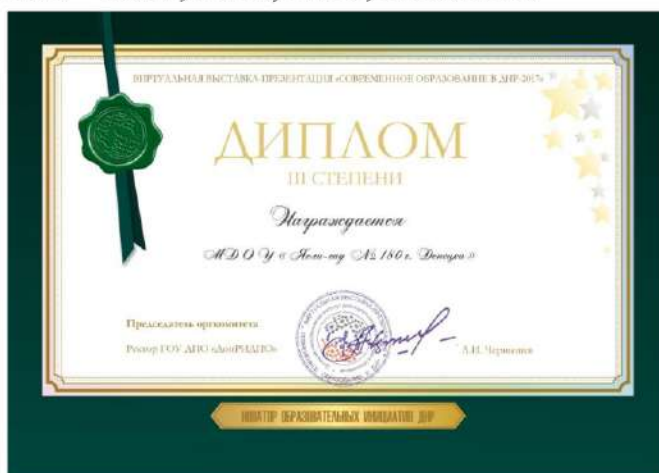 ВИРТУАЛЬНАЯ ВЫСТАВКА-ПРЕЗЕНТАЦИЯ «СОВРЕМЕННОЕ ОБРАЗОВАНИЕ В ДНР-2017»
ДИПЛОМ
III СТЕПЕНИ
Награждается
МДОУ « Ясли-сад № 180 г. Донецка »
Председатель оргкомитета
Ректор ГОУ ДПО «ДонРИДПО»
А.И. Чернышев
НОВАТОР ОБРАЗОВАТЕЛЬНЫХ ИНИЦИАТИВ ДНР